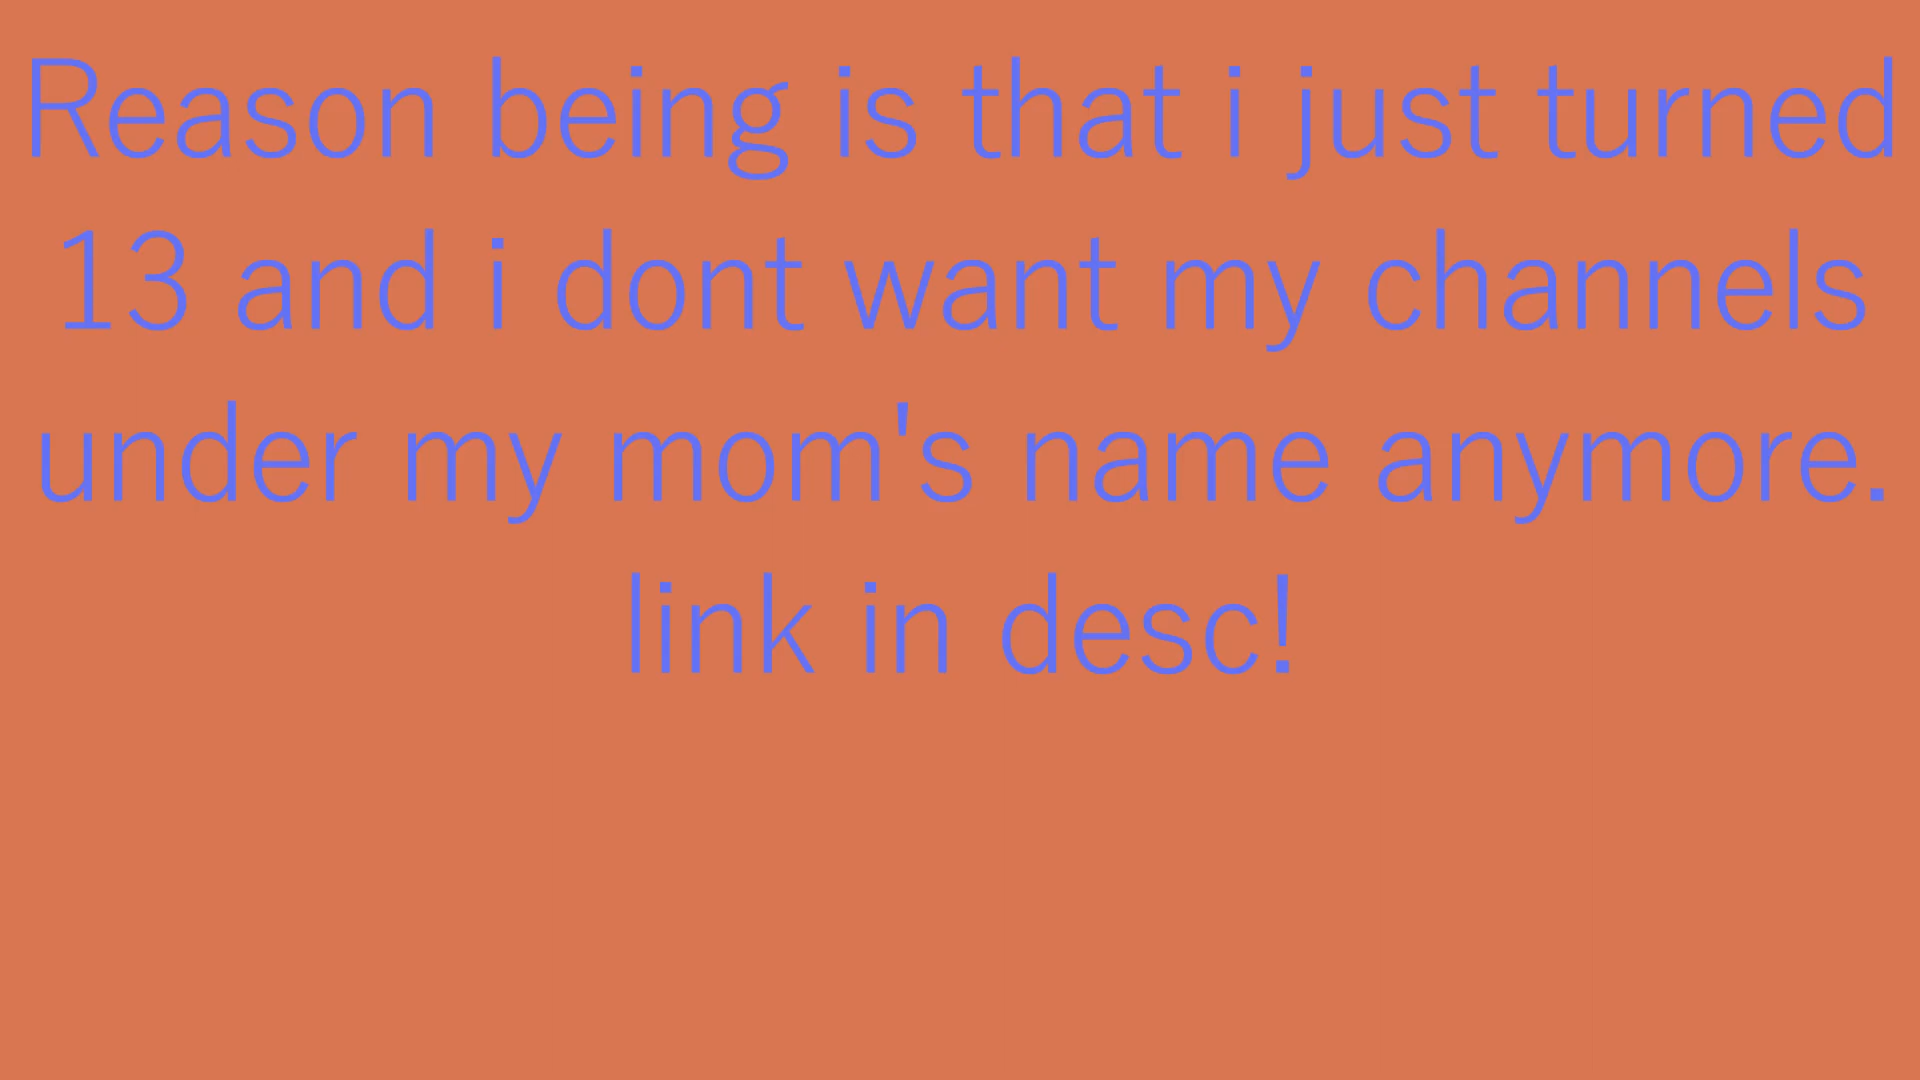 Reason being is that i just turned
13 and i dont want my channels
under my mom's name anymore.
link in desc!